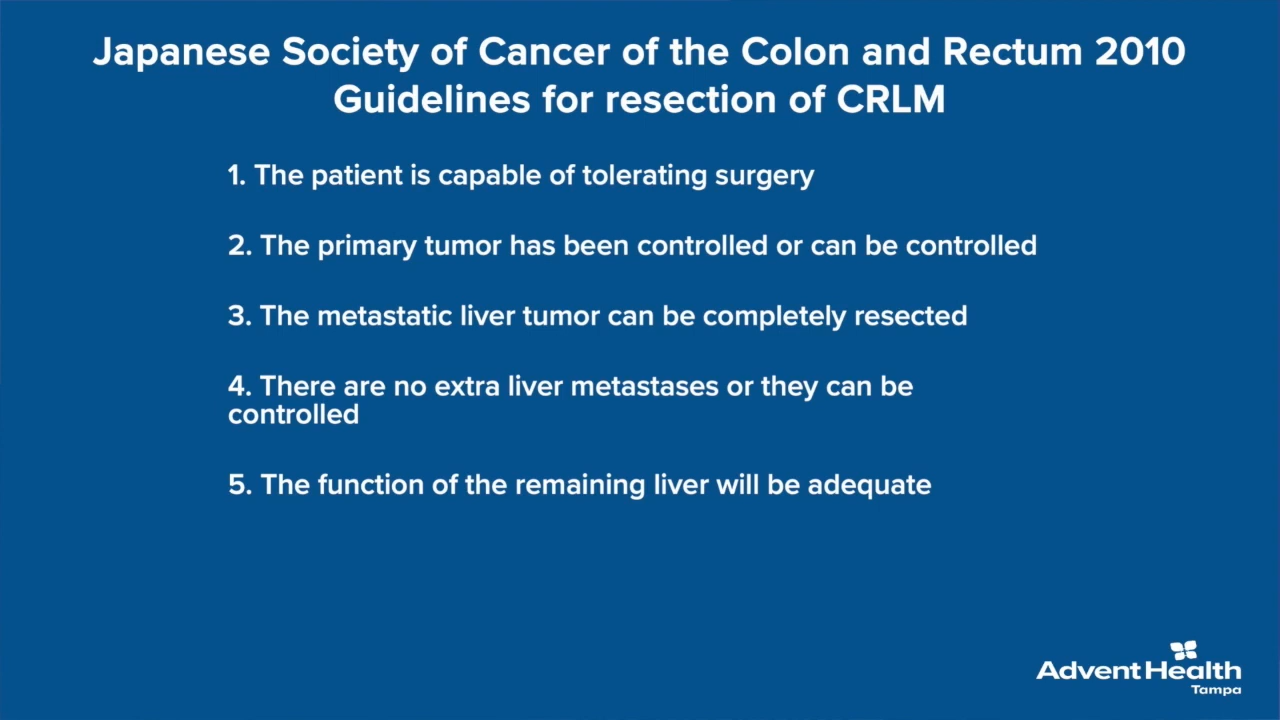 Japanese Society of Cancer of the Colon and Rectum 2010
Guidelines for resection of CRLM
1. The patient is capable of tolerating surgery
2. The primary tumor has been controlled or can be controlled
3. The metastatic liver tumor can be completely resected
4. There are no extra liver metastases or they can be
controlled
5. The function of the remaining liver will be adequate
AdventHealth
Tampa